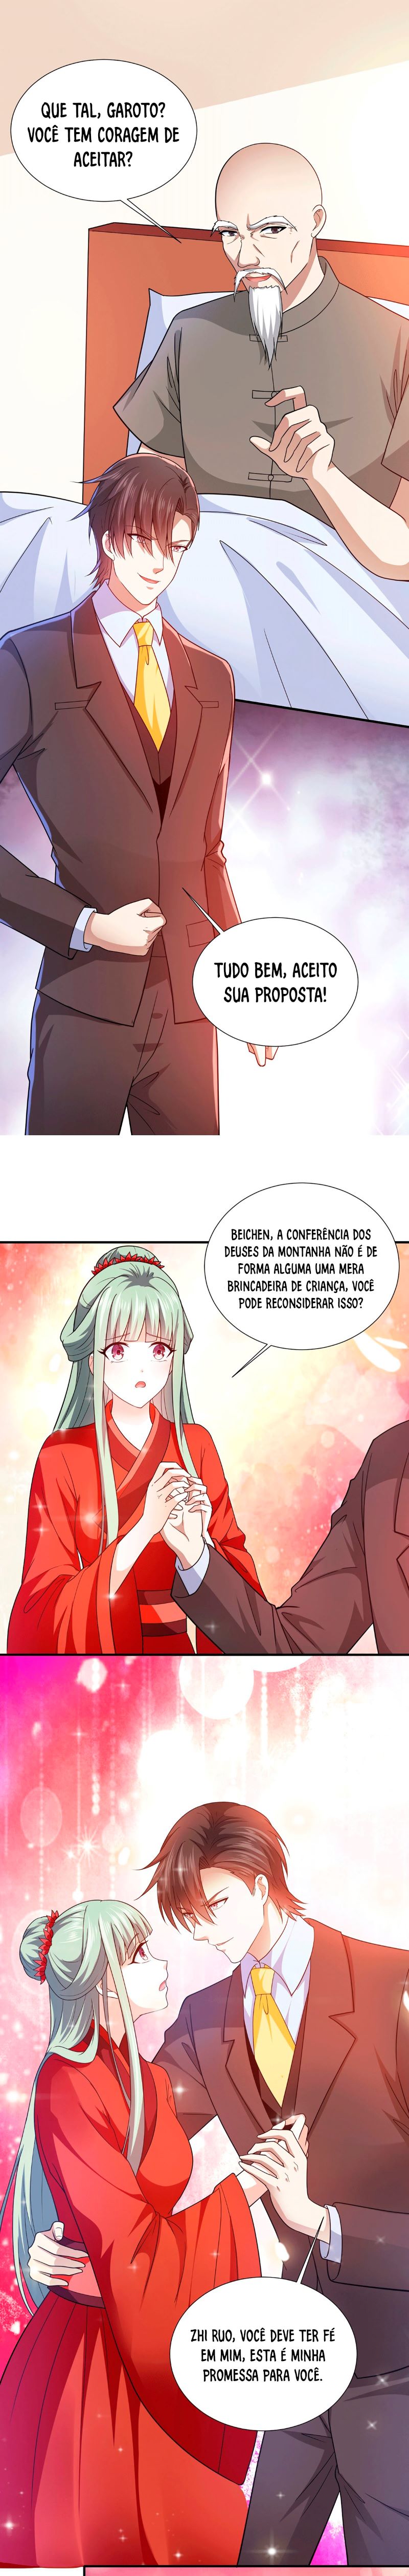 QUE TAL, GAROTO?
VOCÊ TEM CORAGEM DE
ACEITAR?
TUDO BEM, ACEITO
SUA PROPOSTA!
BEICHEN, A CONFERÊNCIA DOS
DEUSES DA MONTANHA NÃO É DE
FORMA ALGUMA UMA MERA
BRINCADEIRA DE CRIANÇA, VOCÊ
PODE RECONSIDERAR ISSO?
ZHI RUO, VOCÊ DEVE TER FÉ
EM MIM, ESTA É MINHA
PROMESSA PARA VOCÊ.